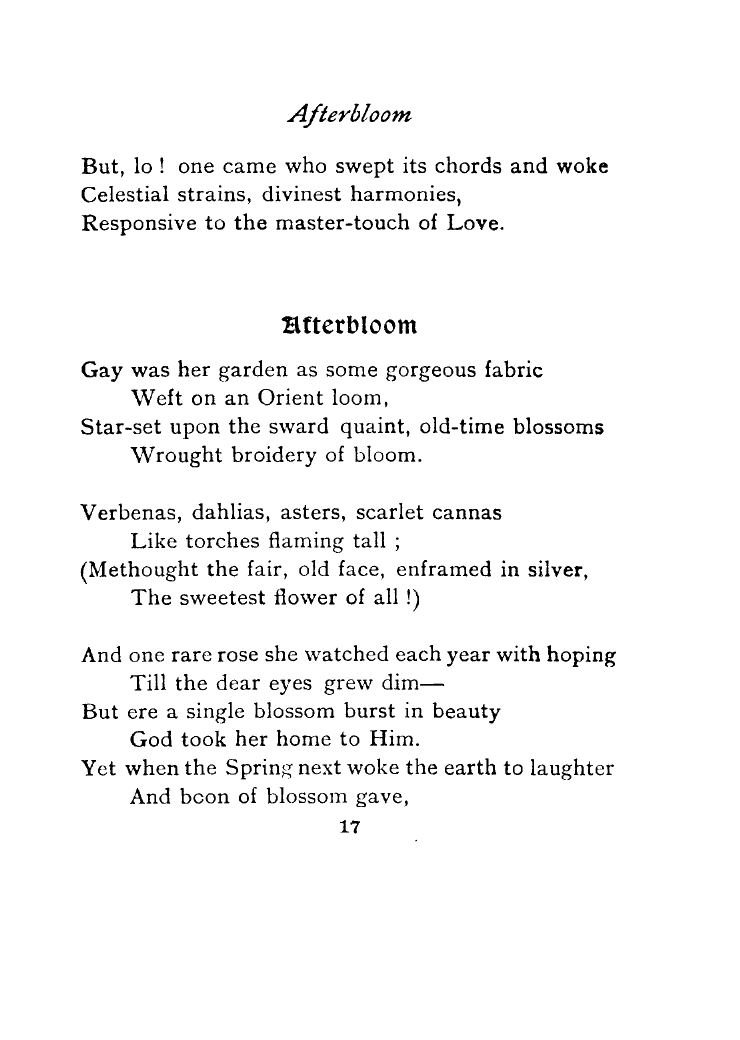 Afterbloom
But, lo ! one came who swept its chords and woke
Celestial strains, divinest harmonies,
Responsive to the master-touch of Love.
Afterbloom
Gay was her garden as some gorgeous fabric
Weft on an Orient loom,
Star-set upon the sward quaint, old-time blossoms
Wrought broidery of bloom.
Verbenas, dahlias, asters, scarlet cannas
Like torches flaming tall ;
(Methought the fair, old face, enframed in silver,
The sweetest flower of all !)
And one rare rose she watched each year with hoping
Till the dear eyes grew dim—
But ere a single blossom burst in beauty
God took her home to Him.
Yet when the Spring next woke the earth to laughter
And boon of blossom gave,
17